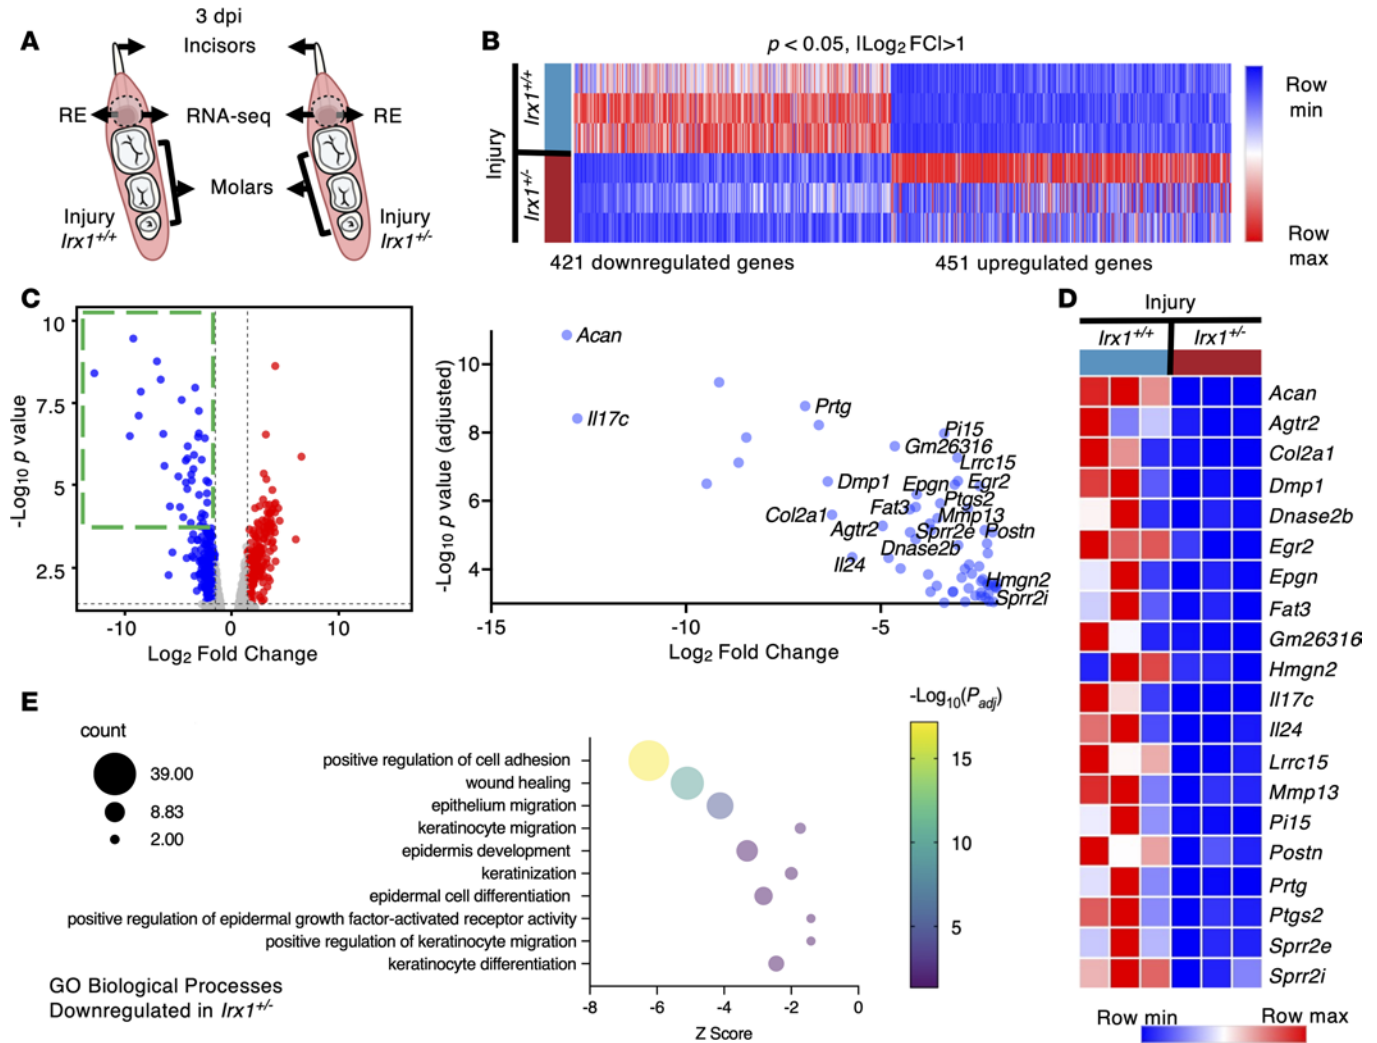 A
3 dpi
Incisors
RE
RNA-seq
RE
Molars
Injury
Irx1+/+
Injury
Irx1+/-
B
p < 0.05, |Log2 FC|>1
Injury
Irx1+/+
Irx1+/-
Row
min
Row
max
421 downregulated genes
451 upregulated genes
C
-Log10 p value
10
7.5
5
2.5
-10
0
10
Log2 Fold Change
-Log10 p value (adjusted)
10
8
6
4
-15
-10
-5
Log2 Fold Change
Acan
Il17c
Prtg
Pi15
Gm26316
Lrrc15
Dmp1
Epgn
Egr2
Ptgs2
Col2a1
Fat3
Mmp13
Agtr2
Sprr2e
Postn
Dnase2b
Il24
Hmgn2
Sprr2i
D
Injury
Irx1+/+
Irx1+/-
Acan
Agtr2
Col2a1
Dmp1
Dnase2b
Egr2
Epgn
Fat3
Gm26316
Hmgn2
Il17c
Il24
Lrrc15
Mmp13
Pi15
Postn
Prtg
Ptgs2
Sprr2e
Sprr2i
Row min
Row max
E
count
39.00
8.83
2.00
positive regulation of cell adhesion
wound healing
epithelium migration
keratinocyte migration
epidermis development
keratinization
epidermal cell differentiation
positive regulation of epidermal growth factor-activated receptor activity
positive regulation of keratinocyte migration
keratinocyte differentiation
-8
-6
-4
-2
0
Z Score
-Log10(Padj)
15
10
5
GO Biological Processes
Downregulated in Irx1+/-